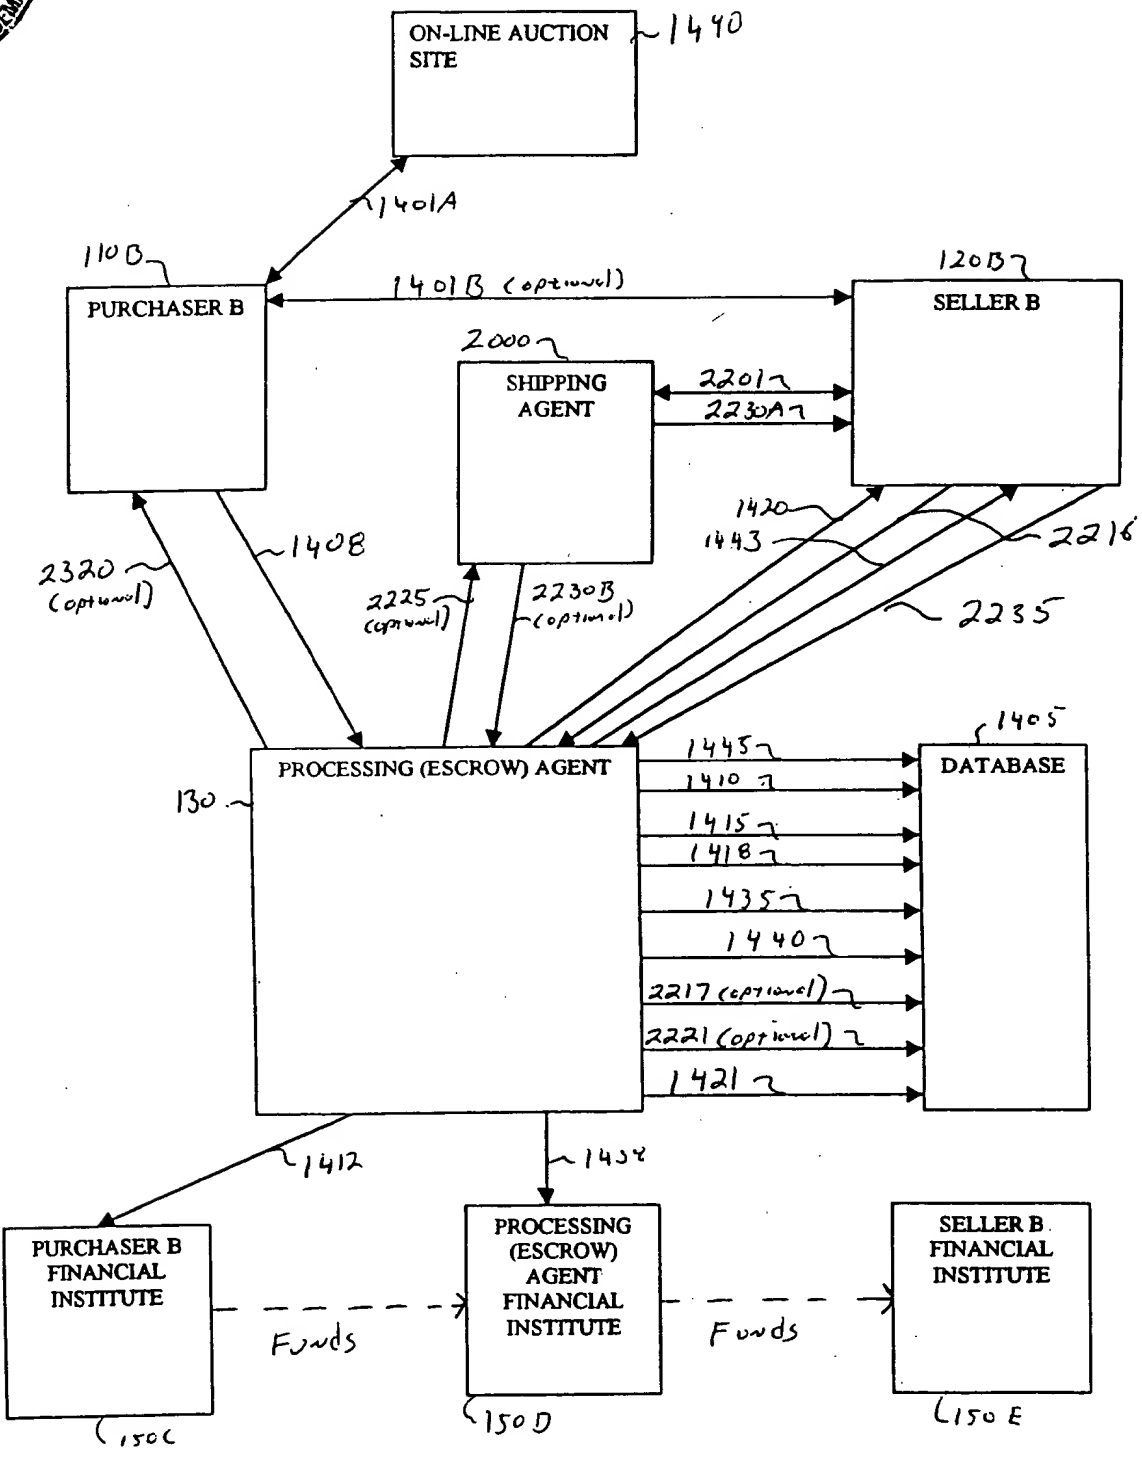 ON-LINE AUCTION
SITE
1490
1401A
110B
PURCHASER B
1401B (optional)
120B
SELLER B
2000
SHIPPING
AGENT
2201
2230A
1420
1443
2216
2235
2320
(optional)
1408
2225
(optional)
2230B
(optional)
130
PROCESSING (ESCROW) AGENT
1405
DATABASE
1445
1410
1415
1418
1435
1440
2217 (optional)
2221 (optional)
1421
1412
PURCHASER B
FINANCIAL
INSTITUTE
150C
Funds
PROCESSING
(ESCROW)
AGENT
FINANCIAL
INSTITUTE
150D
Funds
SELLER B
FINANCIAL
INSTITUTE
150E